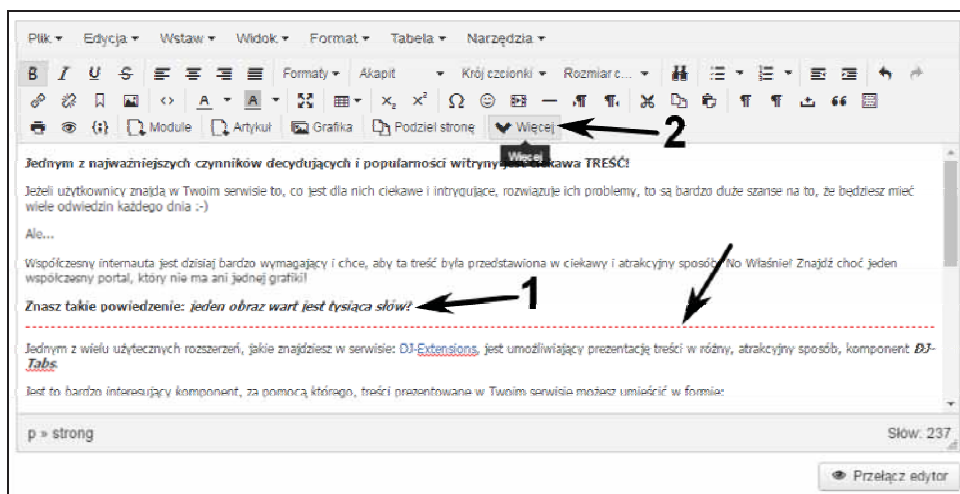 Plik Edycja Wstaw Widok Format Tabela Narzędzia
B I U S Formaty Akapit Krój czcionki Rozmiar c...
A A x₂ x² Ω ¶ ¶ ¶ ¶ 66
{i} Module Artykuł Grafika Podziel stronę Więcej 2
Jednym z najważniejszych czynników decydujących i popularności witryny jest ciekawa TREŚĆ!
Więcej
Jeżeli użytkownicy znajdą w Twoim serwisie to, co jest dla nich ciekawe i intrygujące, rozwiązuje ich problemy, to są bardzo duże szanse na to, że będziesz mieć
wiele odwiedzin każdego dnia :-)
Ale...
Współczesny internauta jest dzisiaj bardzo wymagający i chce, aby ta treść była przedstawiona w ciekawy i atrakcyjny sposób. No Właśnie! Znajdź choć jeden
współczesny portal, który nie ma ani jednej grafiki!
Znasz takie powiedzenie: jeden obraz wart jest tysiąca słów? 1
Jednym z wielu użytecznych rozszerzeń, jakie znajdziesz w serwisie: DJ-Extensions, jest umożliwiający prezentację treści w różny, atrakcyjny sposób, komponent DJ-
Tabs.
Jest to bardzo interesujący komponent, za pomocą którego, treści prezentowane w Twoim serwisie możesz umieścić w formie:
p » strong Słów: 237
Przełącz edytor